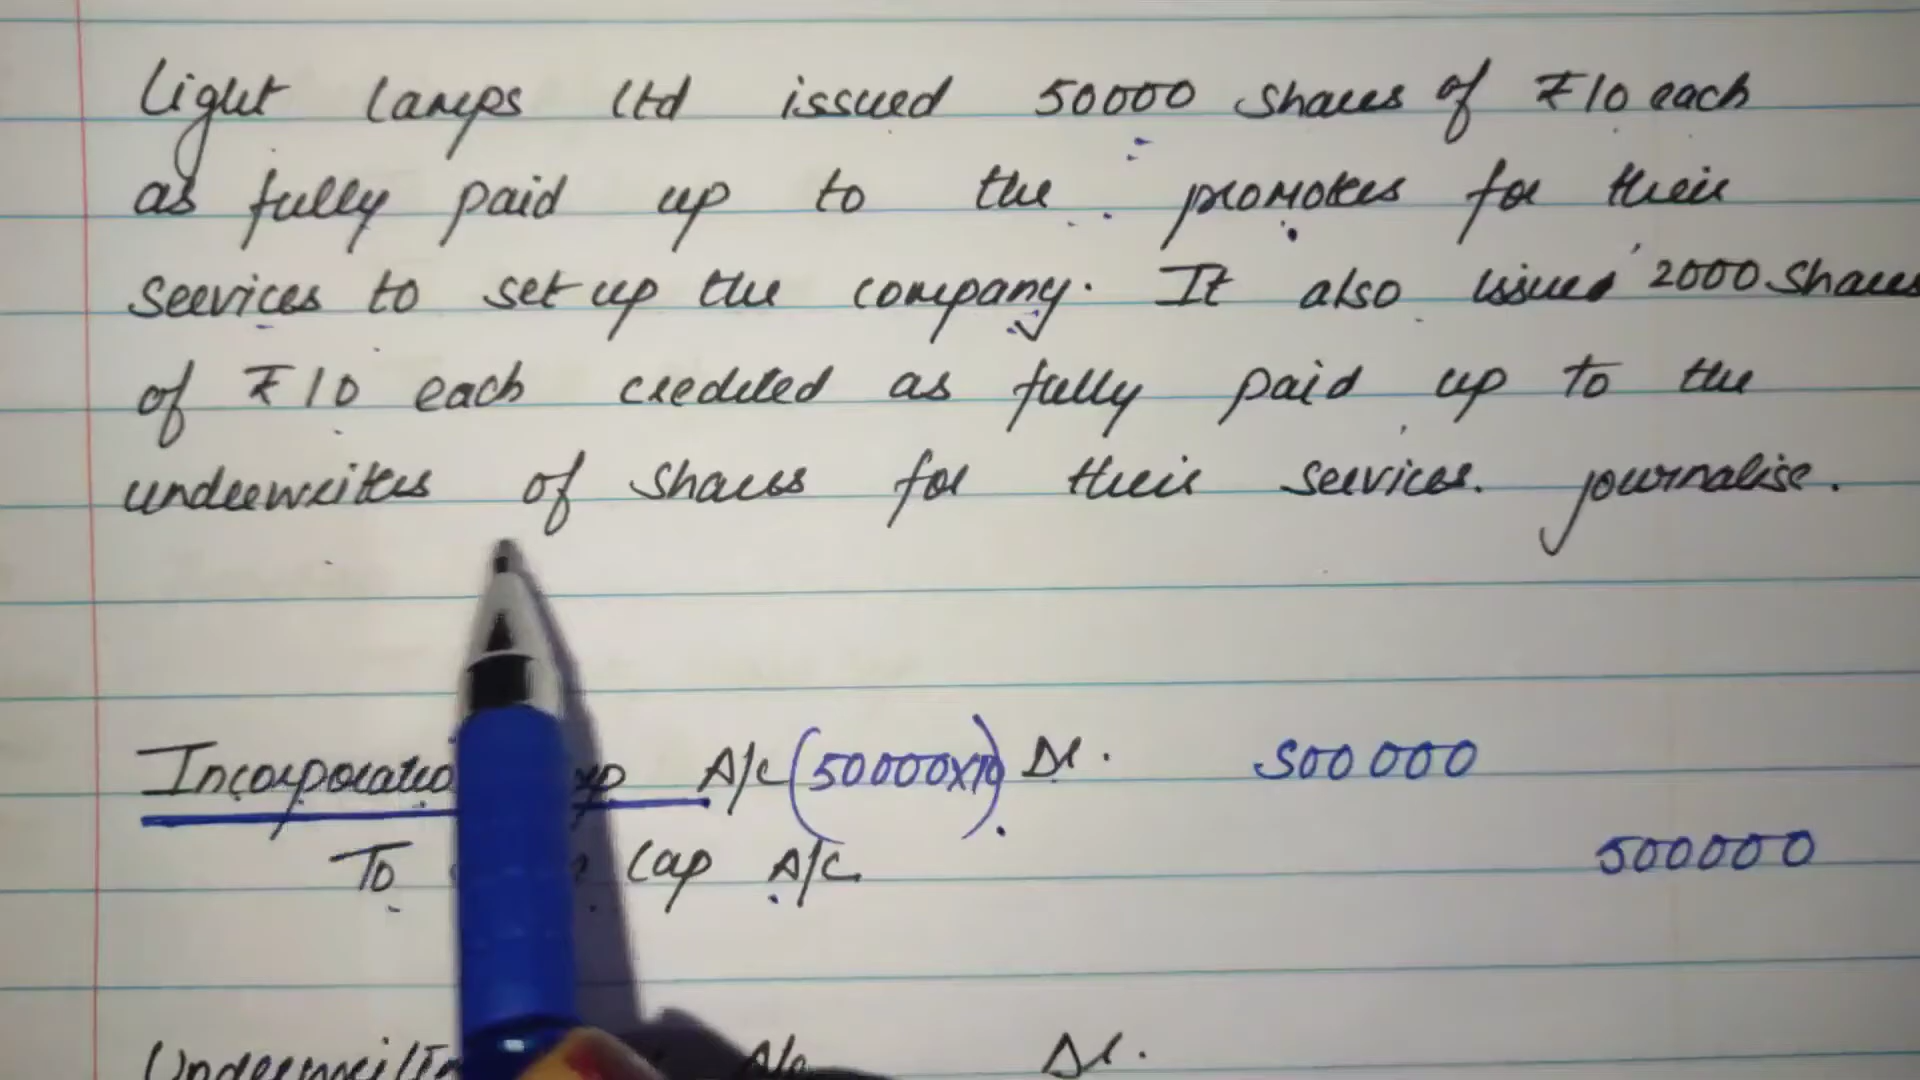 Light Lamps Ltd issued 50000 shares of ₹10 each
as fully paid up to the promoters for their
services to set up the company. It also issued 2000 shares
of ₹10 each credited as fully paid up to the
underwriters of shares for their services. journalise.
A/c (50000×10) Dr. 500000
To Cap A/c 500000
A/c Dr.